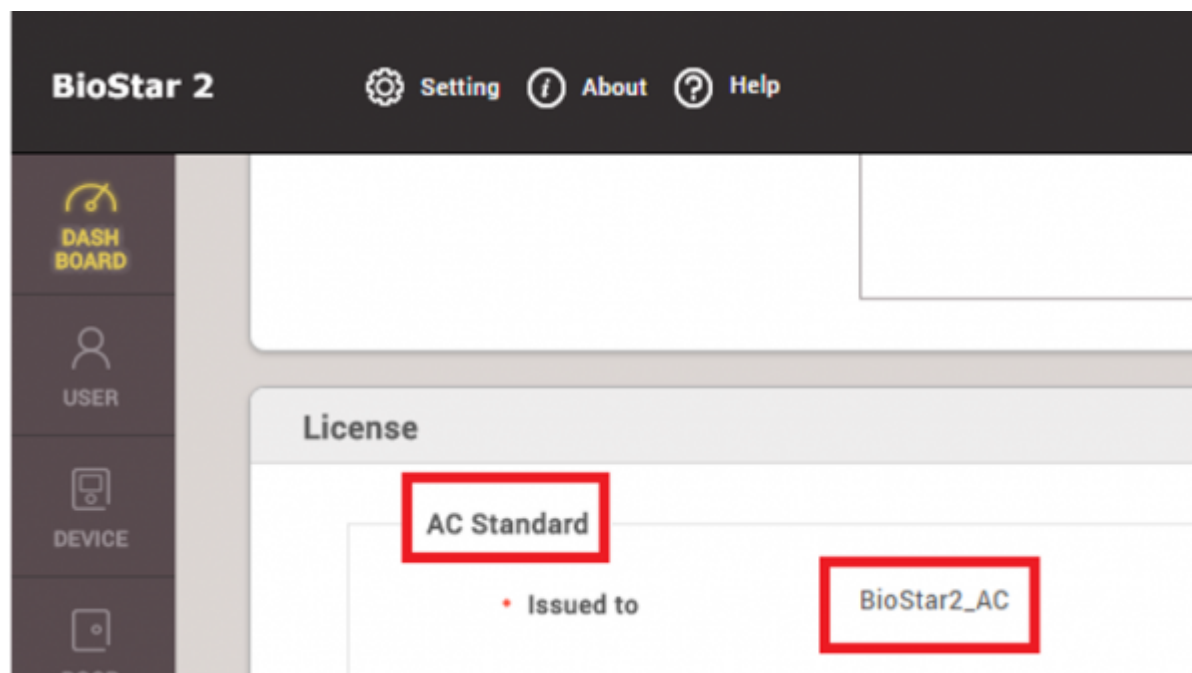 BioStar 2
Setting
About
Help
DASH
BOARD
USER
DEVICE
License
AC Standard
• Issued to
BioStar2_AC